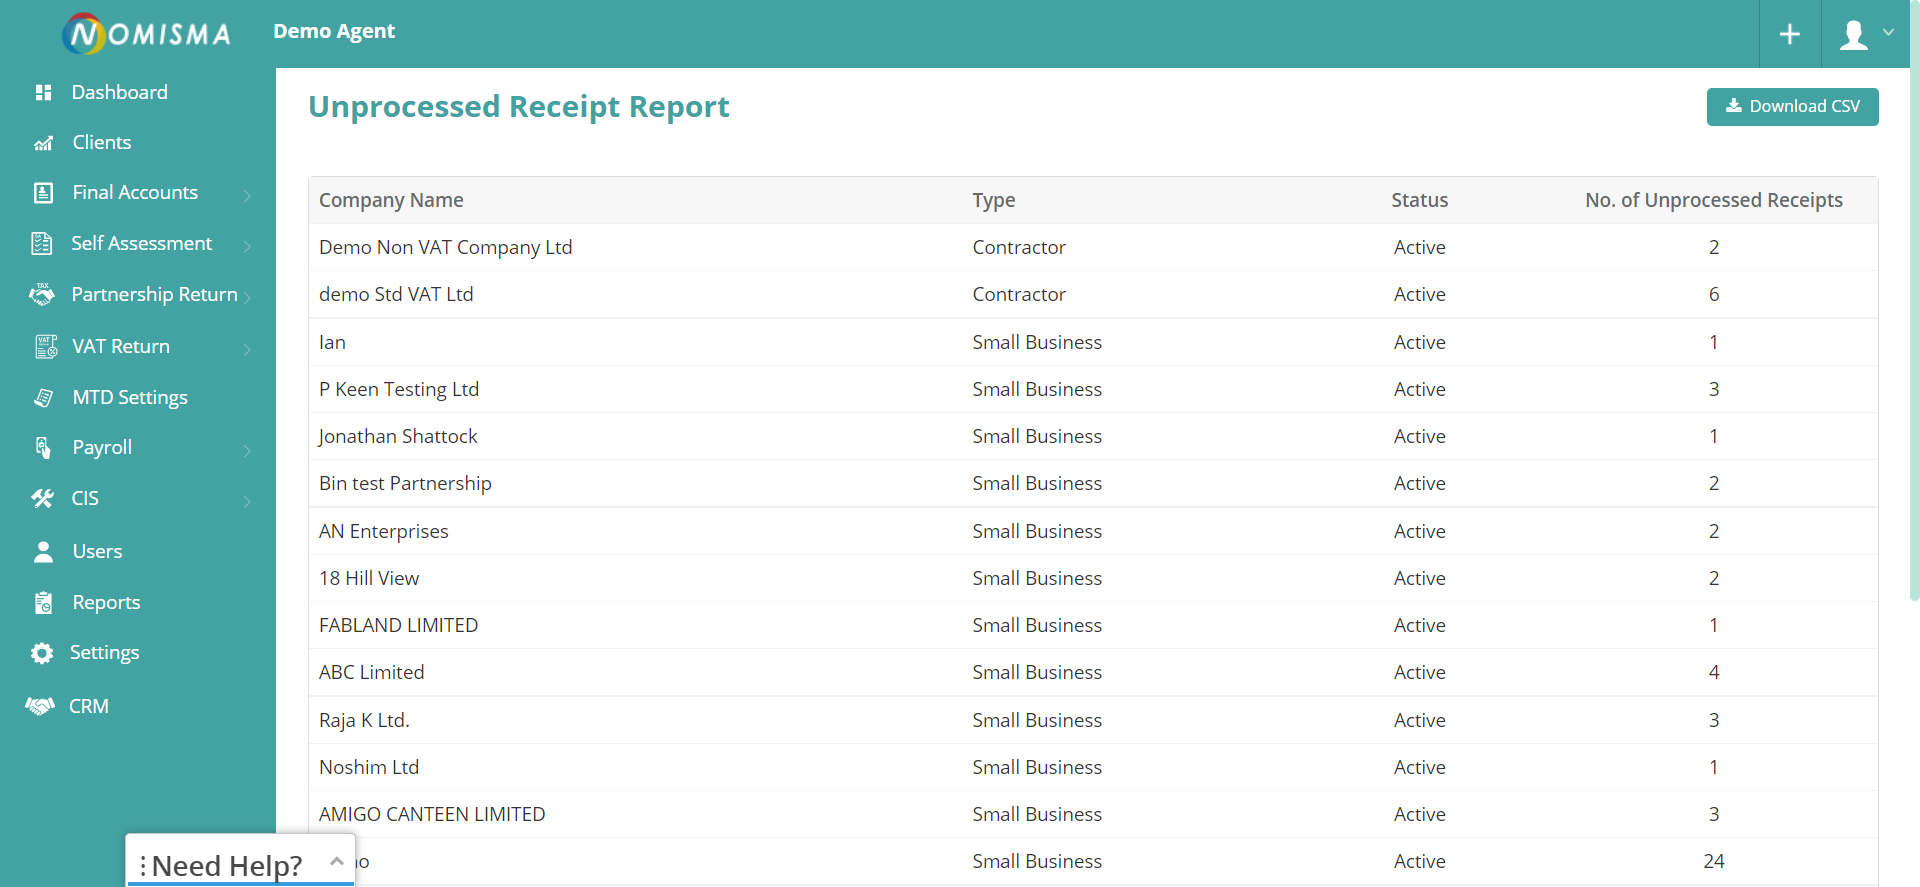 NOMISMA
Demo Agent
Dashboard
Clients
Final Accounts
Self Assessment
Partnership Return
VAT Return
MTD Settings
Payroll
CIS
Users
Reports
Settings
CRM
Unprocessed Receipt Report
Download CSV
Company Name Type Status No. of Unprocessed Receipts
Demo Non VAT Company Ltd Contractor Active 2
demo Std VAT Ltd Contractor Active 6
Ian Small Business Active 1
P Keen Testing Ltd Small Business Active 3
Jonathan Shattock Small Business Active 1
Bin test Partnership Small Business Active 2
AN Enterprises Small Business Active 2
18 Hill View Small Business Active 2
FABLAND LIMITED Small Business Active 1
ABC Limited Small Business Active 4
Raja K Ltd. Small Business Active 3
Noshim Ltd Small Business Active 1
AMIGO CANTEEN LIMITED Small Business Active 3
Small Business Active 24
Need Help?